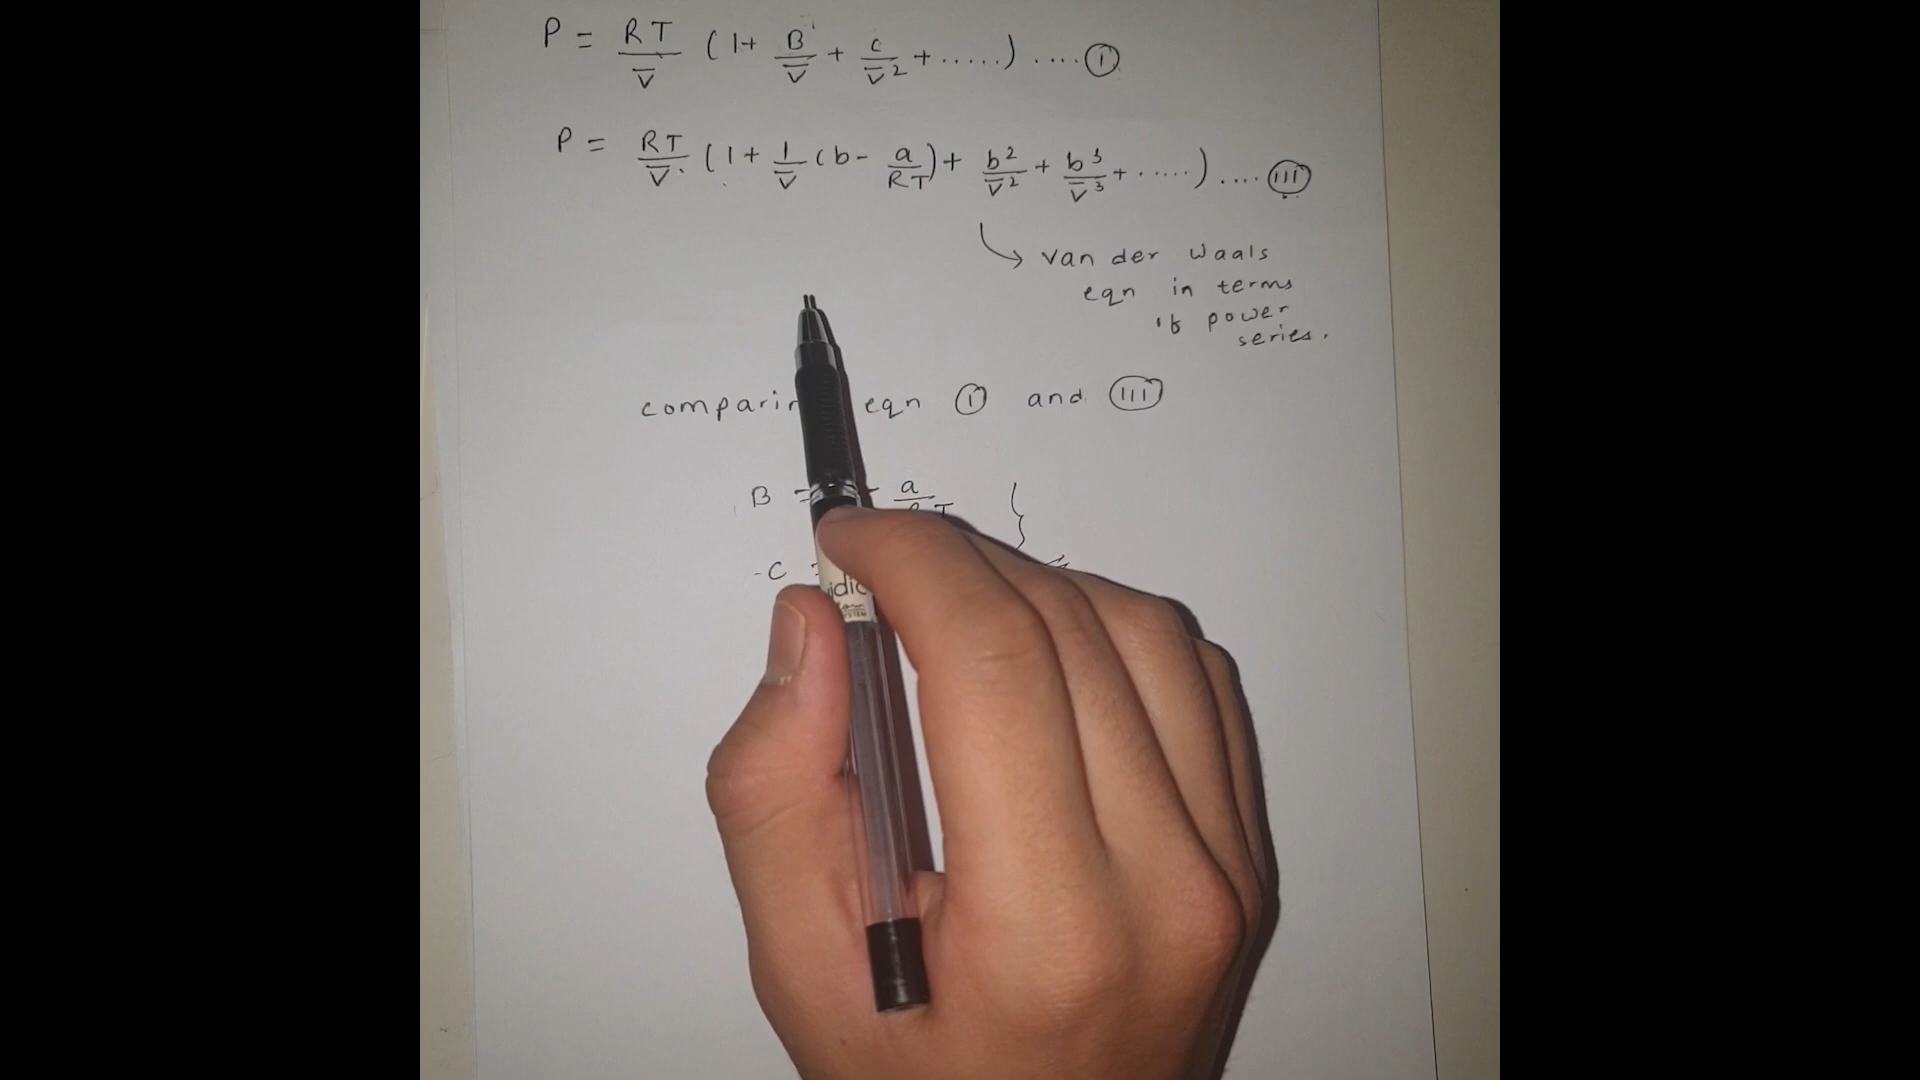 P = RT/V̅ (1 + B/V̅ + C/V̅² + .....) .... (I)
P = RT/V̅ (1 + 1/V̅ (b - a/RT) + b²/V̅² + b³/V̅³ + .....) .... (III)
van der Waals
eqn in terms
of power
series.
eqn (I) and (III)
B = - a/RT
C